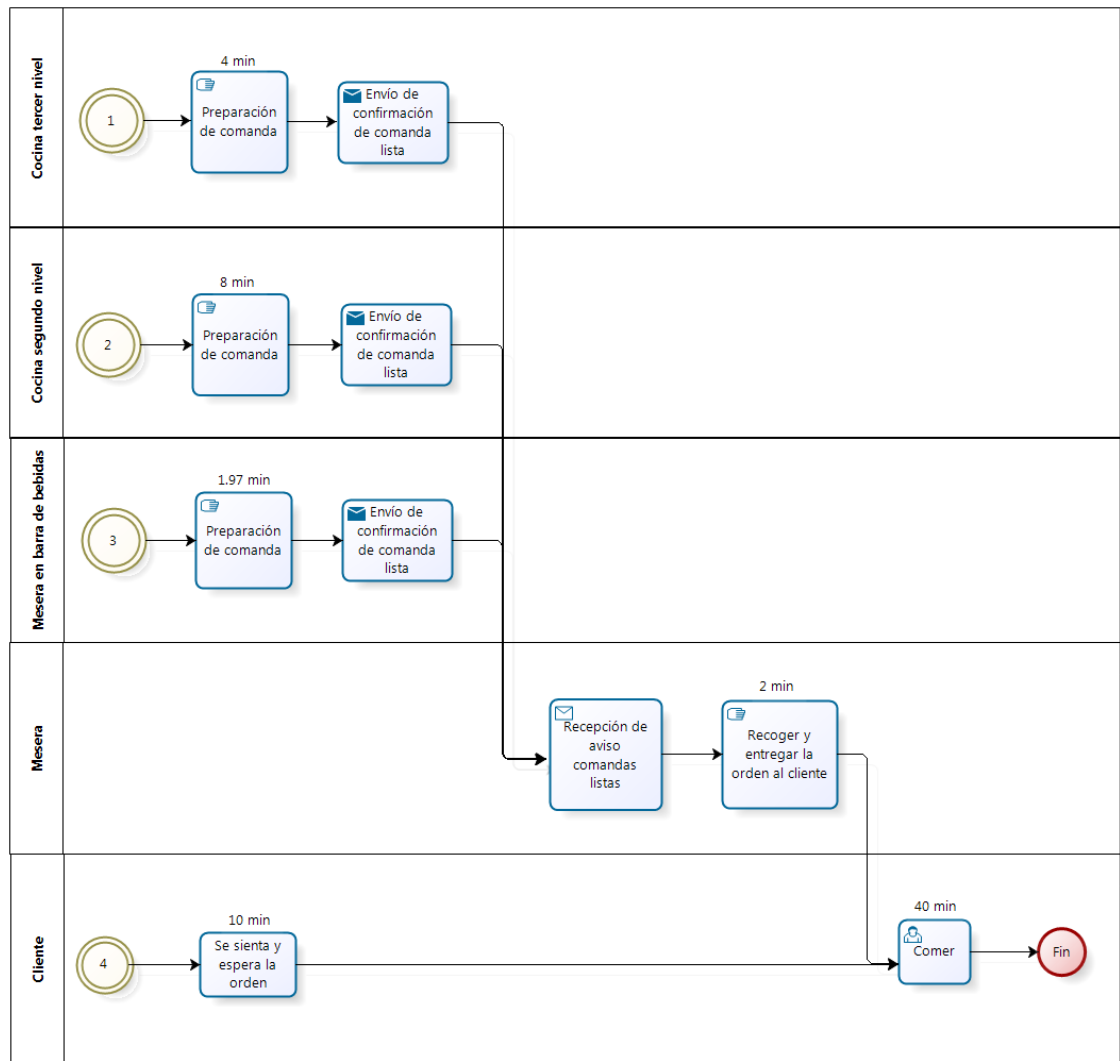 Cocina tercer nivel
1
4 min
Preparación
de comanda
Envío de
confirmación
de comanda
lista
Cocina segundo nivel
2
8 min
Preparación
de comanda
Envío de
confirmación
de comanda
lista
Mesera en barra de bebidas
3
1.97 min
Preparación
de comanda
Envío de
confirmación
de comanda
lista
Mesera
Recepción de
aviso
comandas
listas
2 min
Recoger y
entregar la
orden al cliente
Cliente
4
10 min
Se sienta y
espera la
orden
40 min
Comer
Fin